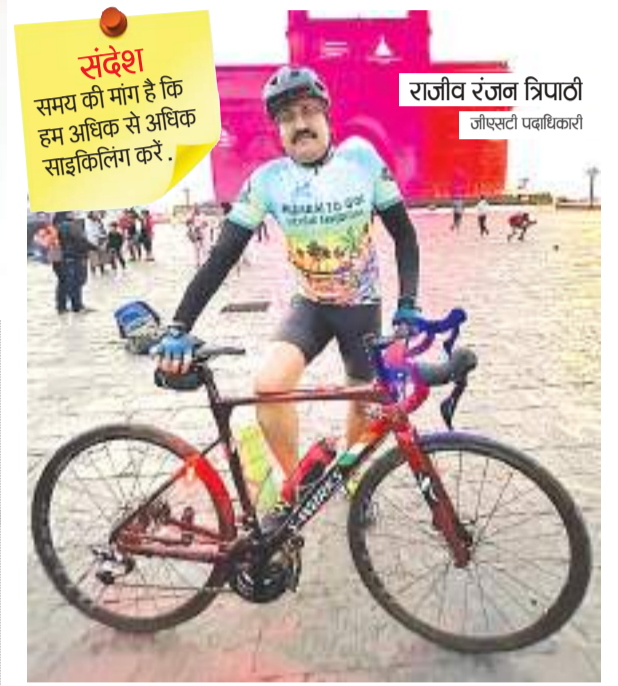 संदेश
समय की मांग है कि
हम अधिक से अधिक
साइकिलिंग करें .
राजीव रंजन त्रिपाठी
जीएसटी पदाधिकारी